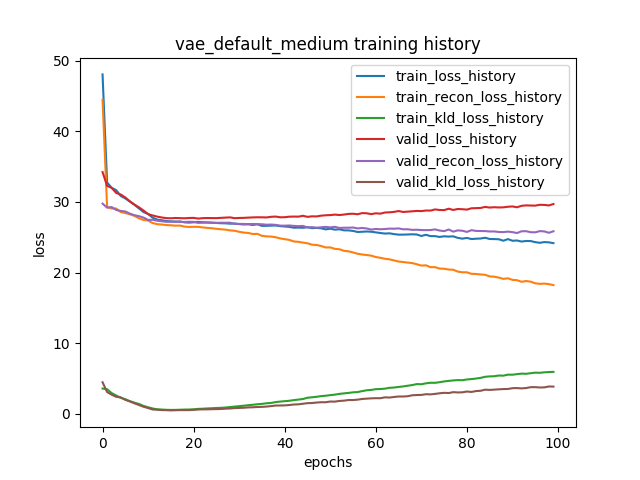 vae_default_medium training history
train_loss_history
train_recon_loss_history
train_kld_loss_history
valid_loss_history
valid_recon_loss_history
valid_kld_loss_history
loss
50
40
30
20
10
0
0 20 40 60 80 100
epochs